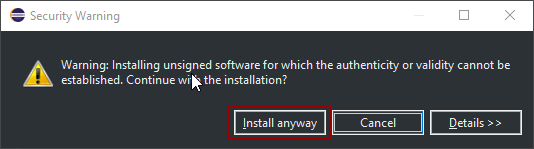 Security Warning
Warning: Installing unsigned software for which the authenticity or validity cannot be
established. Continue with the installation?
Install anyway
Cancel
Details >>